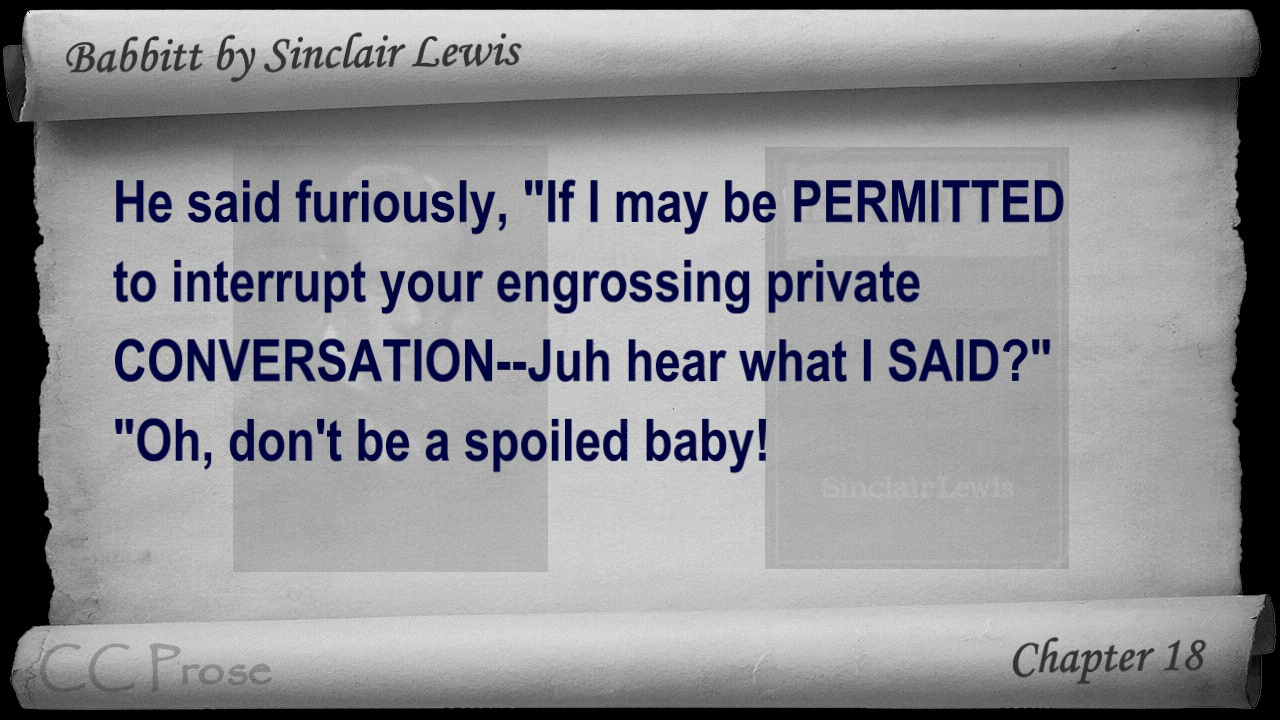 Babbitt by Sinclair Lewis
He said furiously, "If I may be PERMITTED
to interrupt your engrossing private
CONVERSATION--Juh hear what I SAID?"
"Oh, don't be a spoiled baby!
Sinclair Lewis
CC Prose
Chapter 18